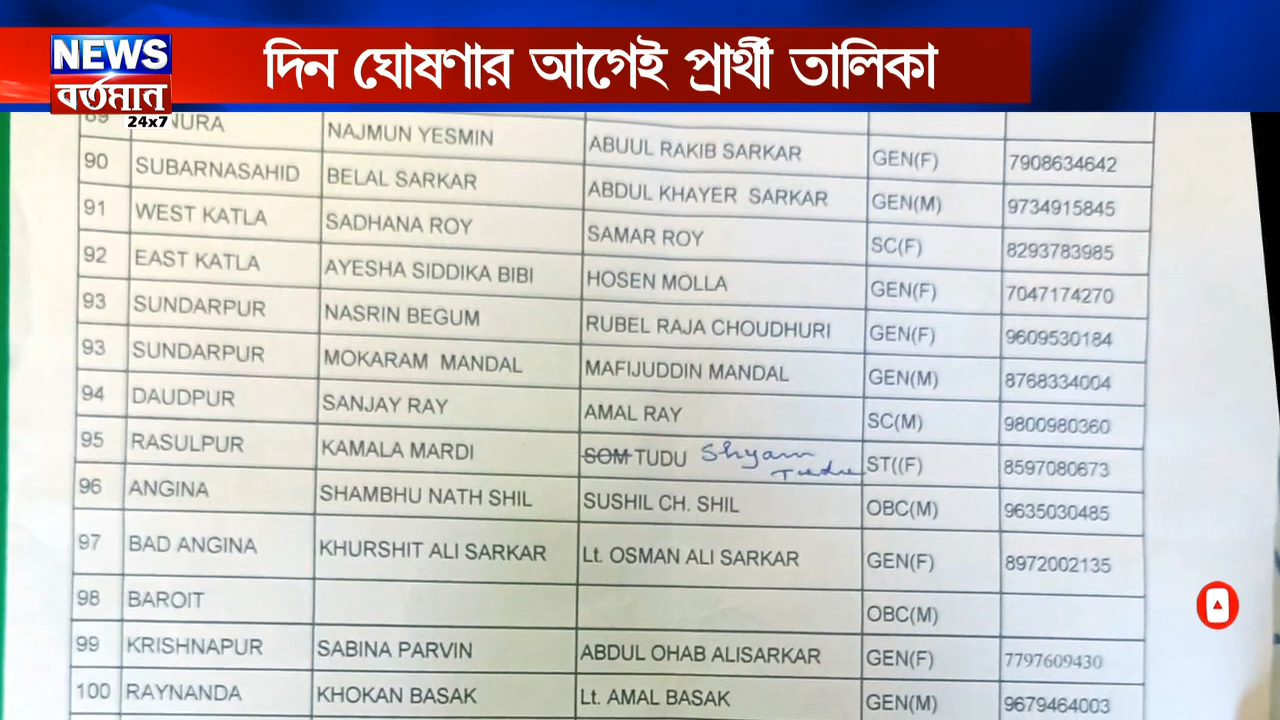 NEWS
বর্তমান
24x7
দিন ঘোষণার আগেই প্রার্থী তালিকা
89 NAJMUN YESMIN ABUUL RAKIB SARKAR GEN(F) 7908634642
90 SUBARNASAHID BELAL SARKAR ABDUL KHAYER SARKAR GEN(M) 9734915845
91 WEST KATLA SADHANA ROY SAMAR ROY SC(F) 8293783985
92 EAST KATLA AYESHA SIDDIKA BIBI HOSEN MOLLA GEN(F) 7047174270
93 SUNDARPUR NASRIN BEGUM RUBEL RAJA CHOUDHURI GEN(F) 9609530184
93 SUNDARPUR MOKARAM MANDAL MAFIJUDDIN MANDAL GEN(M) 8768334004
94 DAUDPUR SANJAY RAY AMAL RAY SC(M) 9800980360
95 RASULPUR KAMALA MARDI SOM TUDU Shyam Tudu ST((F) 8597080673
96 ANGINA SHAMBHU NATH SHIL SUSHIL CH. SHIL OBC(M) 9635030485
97 BAD ANGINA KHURSHIT ALI SARKAR Lt. OSMAN ALI SARKAR GEN(F) 8972002135
98 BAROIT OBC(M)
99 KRISHNAPUR SABINA PARVIN ABDUL OHAB ALISARKAR GEN(F) 7797609430
100 RAYNANDA KHOKAN BASAK Lt. AMAL BASAK GEN(M) 9679464003